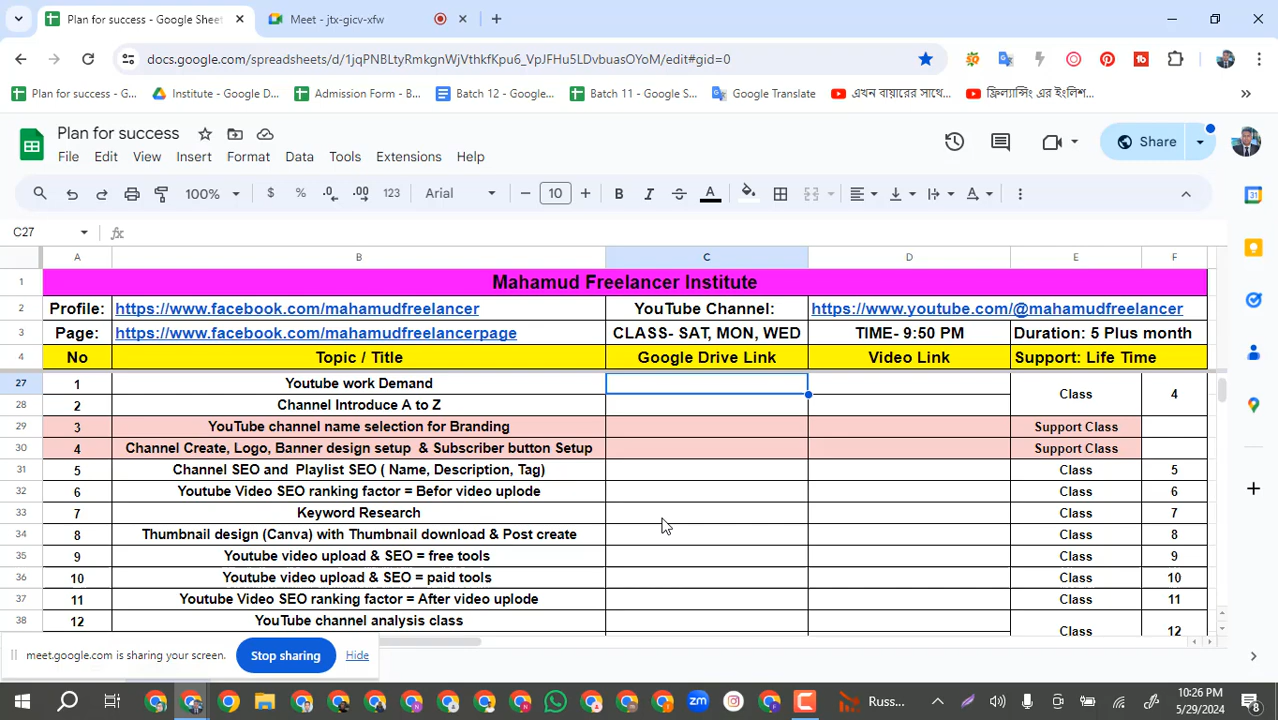 Plan for success - Google Sheet
Meet - jtx-gicv-xfw
docs.google.com/spreadsheets/d/1jqPNBLtyRmkgnWjVthkfKpu6_VpJFHu5LDvbuasOYoM/edit#gid=0
Plan for success - G...
Institute - Google D...
Admission Form - B...
Batch 12 - Google...
Batch 11 - Google S...
Google Translate
এখন বায়ারের সাথে...
ফ্রিল্যান্সিং এর ইংলিশ...
Plan for success
File Edit View Insert Format Data Tools Extensions Help
Share
100% $ % .0 .00 123 Arial 10 B I A
C27 fx
A B C D E F
1 Mahamud Freelancer Institute
2 Profile: https://www.facebook.com/mahamudfreelancer YouTube Channel: https://www.youtube.com/@mahamudfreelancer
3 Page: https://www.facebook.com/mahamudfreelancerpage CLASS- SAT, MON, WED TIME- 9:50 PM Duration: 5 Plus month
4 No Topic / Title Google Drive Link Video Link Support: Life Time
27 1 Youtube work Demand Class 4
28 2 Channel Introduce A to Z
29 3 YouTube channel name selection for Branding Support Class
30 4 Channel Create, Logo, Banner design setup & Subscriber button Setup Support Class
31 5 Channel SEO and Playlist SEO ( Name, Description, Tag) Class 5
32 6 Youtube Video SEO ranking factor = Befor video uplode Class 6
33 7 Keyword Research Class 7
34 8 Thumbnail design (Canva) with Thumbnail download & Post create Class 8
35 9 Youtube video upload & SEO = free tools Class 9
36 10 Youtube video upload & SEO = paid tools Class 10
37 11 Youtube Video SEO ranking factor = After video uplode Class 11
38 12 YouTube channel analysis class Class 12
meet.google.com is sharing your screen. Stop sharing Hide
Russ...
10:26 PM
5/29/2024